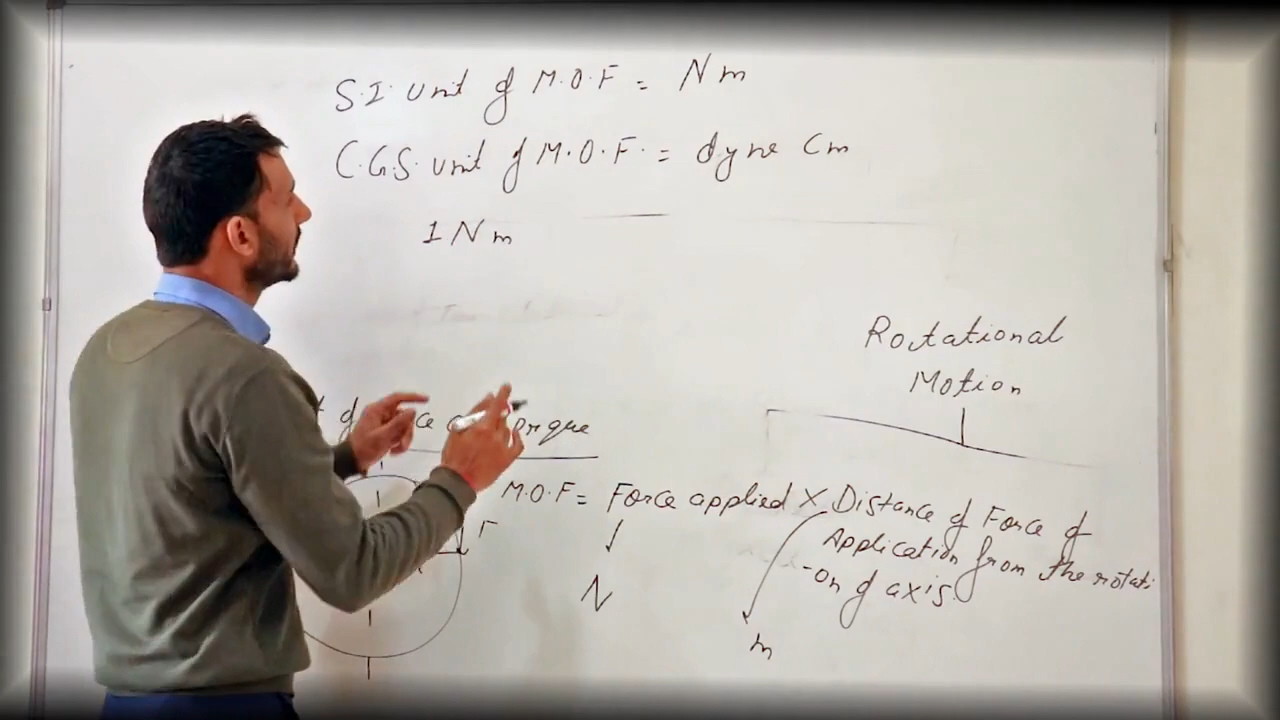 S.I. Unit of M.O.F = Nm
C.G.S. unit of M.O.F. = dyne Cm
1 Nm
Rotational
Motion
of
M.O.F = Force applied X Distance of Force of
Application from the rotati
-on of axis.
r
N
m